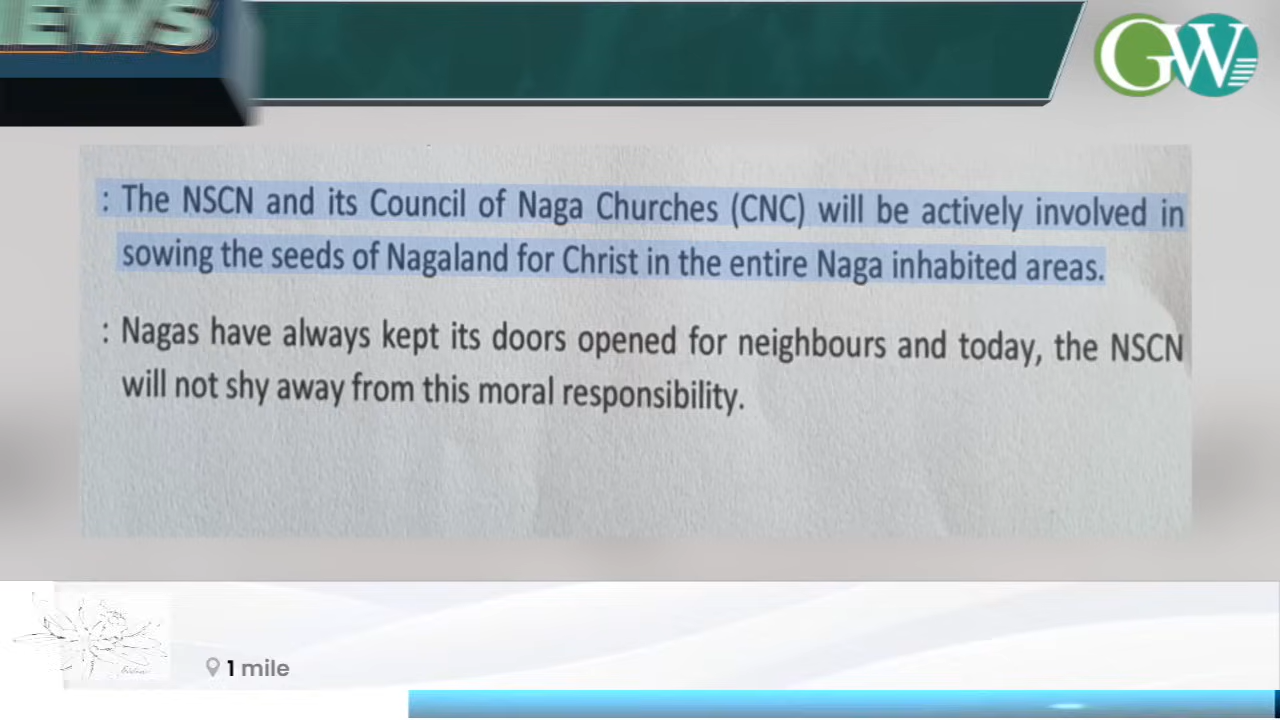 EWS
GW
: The NSCN and its Council of Naga Churches (CNC) will be actively involved in
sowing the seeds of Nagaland for Christ in the entire Naga inhabited areas.
: Nagas have always kept its doors opened for neighbours and today, the NSCN
will not shy away from this moral responsibility.
1 mile